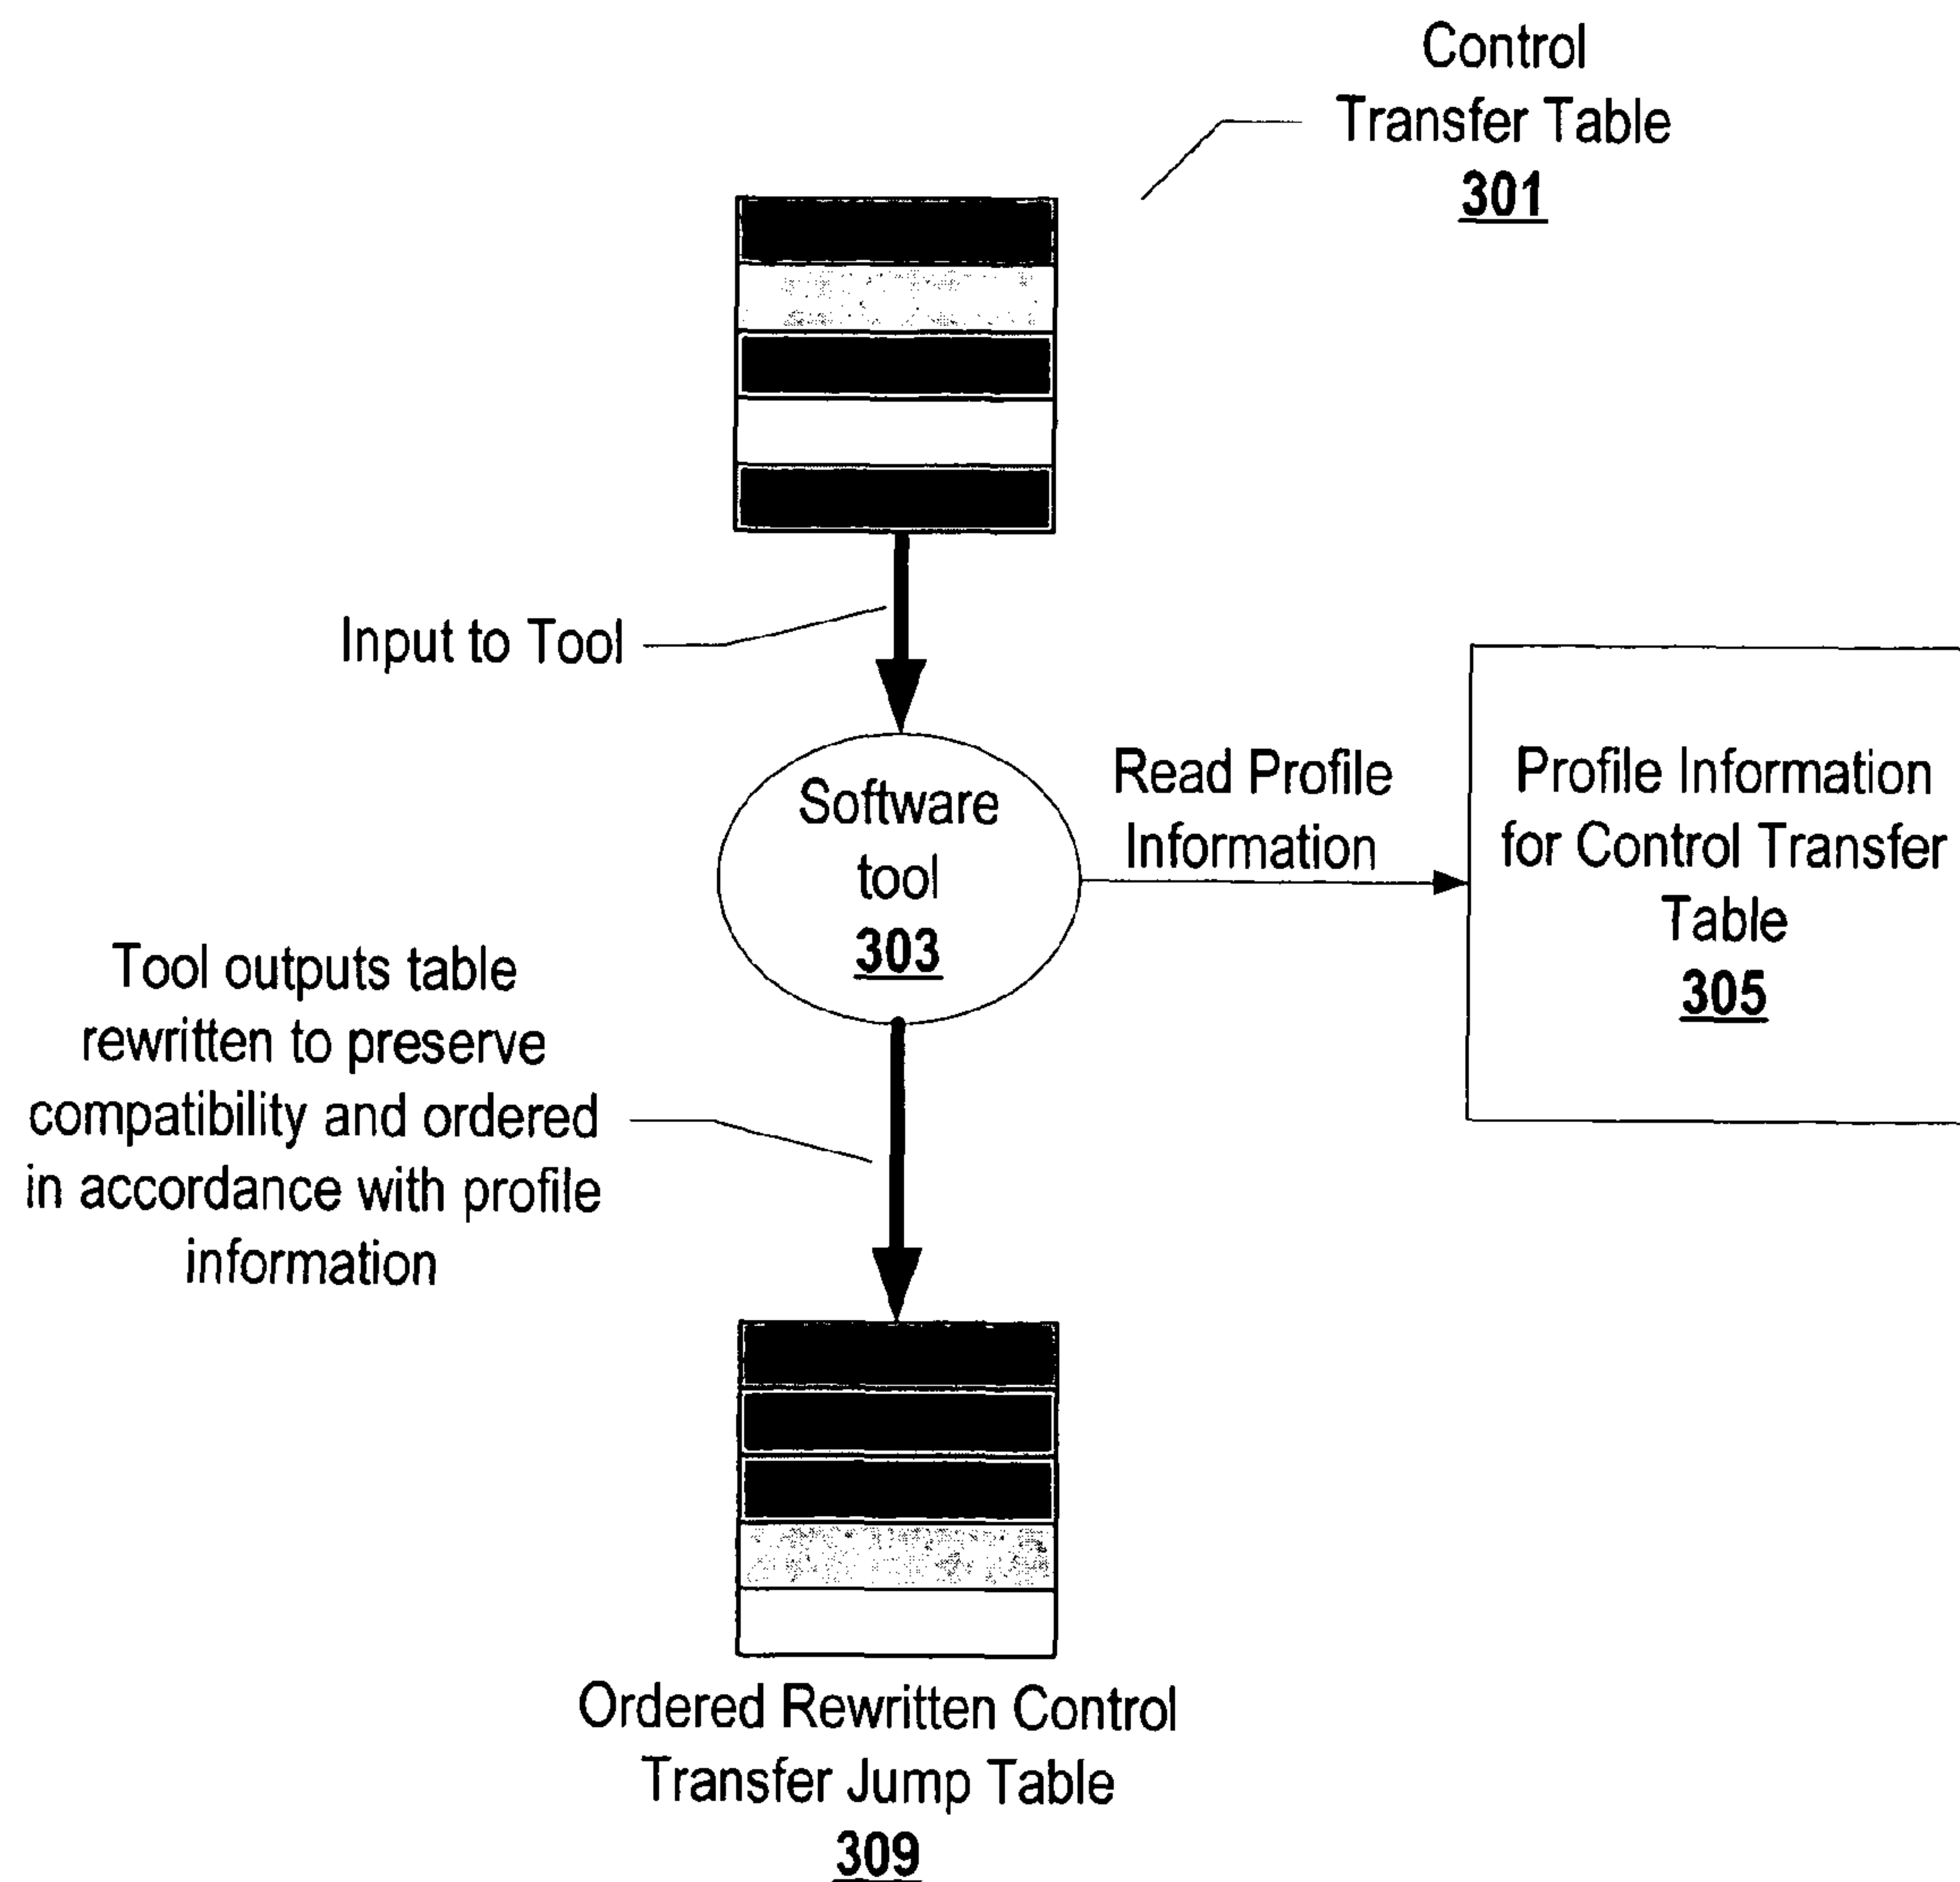 Control
Transfer Table
301
Input to Tool
Software
tool
303
Read Profile
Information
Profile Information
for Control Transfer
Table
305
Tool outputs table
rewritten to preserve
compatibility and ordered
in accordance with profile
information
Ordered Rewritten Control
Transfer Jump Table
309